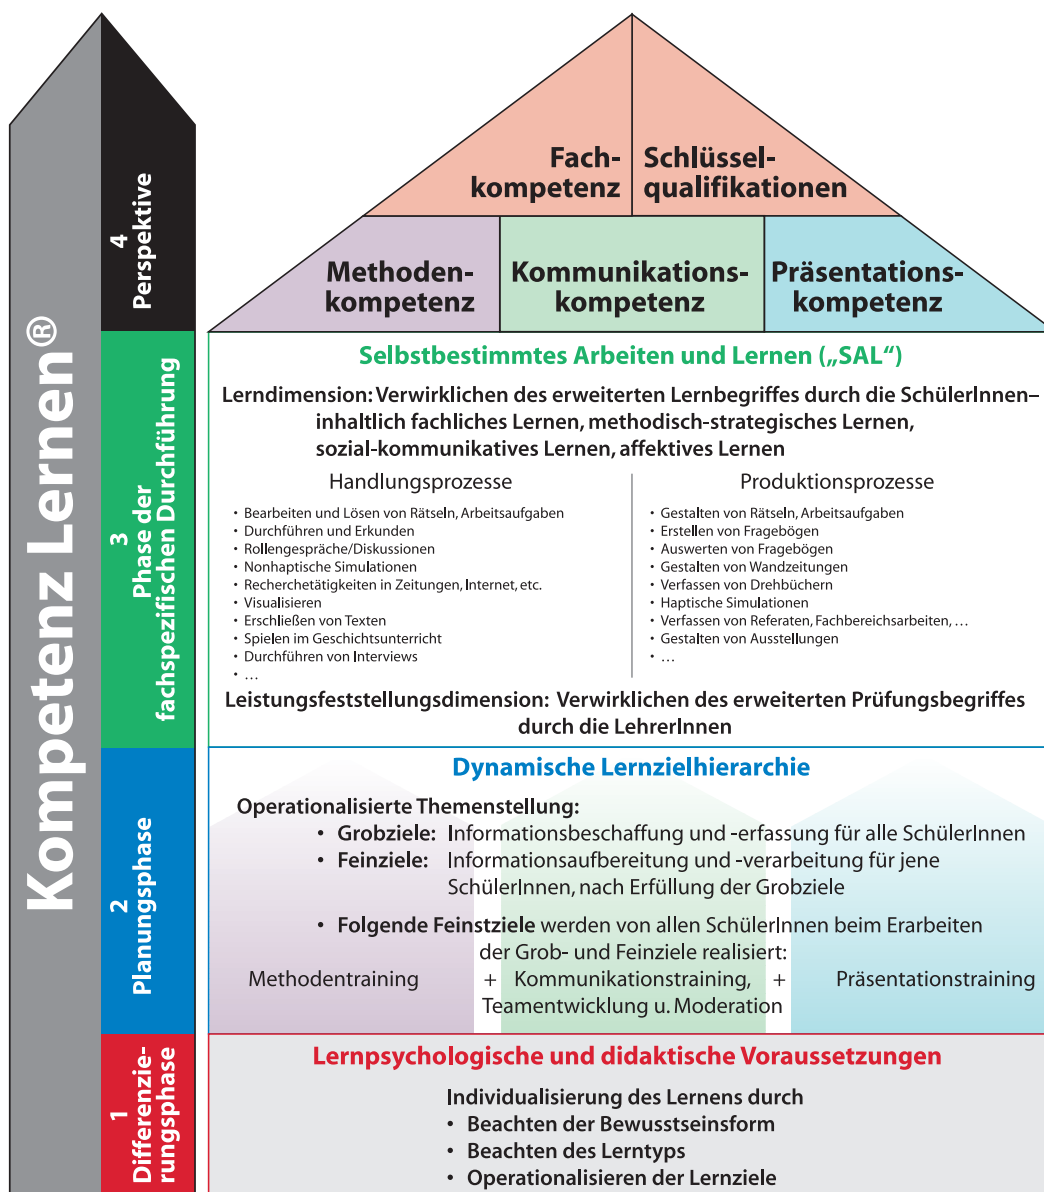 Kompetenz Lernen®
4
Perspektive
Fach-
kompetenz
Schlüssel-
qualifikationen
Methoden-
kompetenz
Kommunikations-
kompetenz
Präsentations-
kompetenz
3
Phase der
fachspezifischen Durchführung
Selbstbestimmtes Arbeiten und Lernen („SAL“)
Lerndimension: Verwirklichen des erweiterten Lernbegriffes durch die SchülerInnen–
inhaltlich fachliches Lernen, methodisch-strategisches Lernen,
sozial-kommunikatives Lernen, affektives Lernen
Handlungsprozesse
• Bearbeiten und Lösen von Rätseln, Arbeitsaufgaben
• Durchführen und Erkunden
• Rollengespräche/Diskussionen
• Nonhaptische Simulationen
• Recherchetätigkeiten in Zeitungen, Internet, etc.
• Visualisieren
• Erschließen von Texten
• Spielen im Geschichtsunterricht
• Durchführen von Interviews
• …
Produktionsprozesse
• Gestalten von Rätseln, Arbeitsaufgaben
• Erstellen von Fragebögen
• Auswerten von Fragebögen
• Gestalten von Wandzeitungen
• Verfassen von Drehbüchern
• Haptische Simulationen
• Verfassen von Referaten, Fachbereichsarbeiten, …
• Gestalten von Ausstellungen
• …
Leistungsfeststellungsdimension: Verwirklichen des erweiterten Prüfungsbegriffes
durch die LehrerInnen
2
Planungsphase
Dynamische Lernzielhierarchie
Operationalisierte Themenstellung:
• Grobziele: Informationsbeschaffung und -erfassung für alle SchülerInnen
• Feinziele: Informationsaufbereitung und -verarbeitung für jene
SchülerInnen, nach Erfüllung der Grobziele
• Folgende Feinstziele werden von allen SchülerInnen beim Erarbeiten
der Grob- und Feinziele realisiert:
Methodentraining + Kommunikationstraining, + Präsentationstraining
Teamentwicklung u. Moderation
1
Differenzie-
rungsphase
Lernpsychologische und didaktische Voraussetzungen
Individualisierung des Lernens durch
• Beachten der Bewusstseinsform
• Beachten des Lerntyps
• Operationalisieren der Lernziele